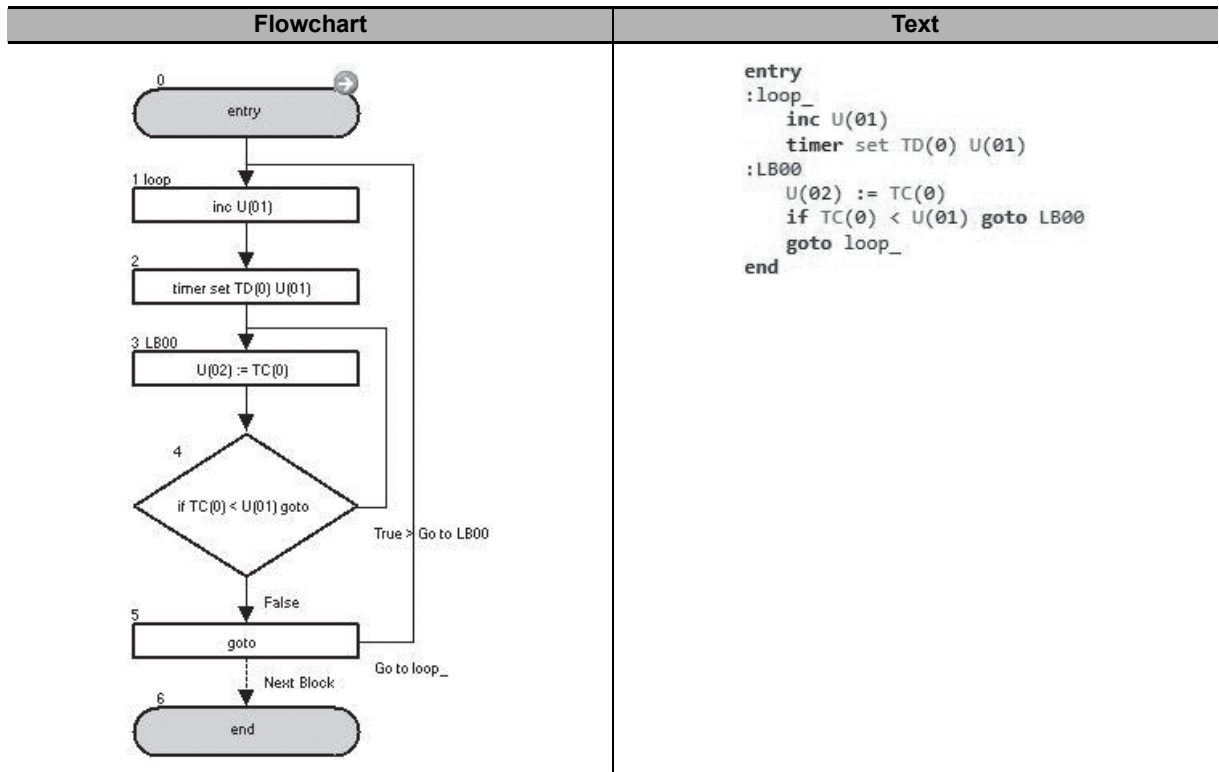 Flowchart
Text
0
entry
1 loop
inc U(01)
2
timer set TD(0) U(01)
3 LB00
U(02) := TC(0)
4
if TC(0) < U(01) goto
True > Go to LB00
False
5
goto
Go to loop_
Next Block
6
end
entry
:loop_
inc U(01)
timer set TD(0) U(01)
:LB00
U(02) := TC(0)
if TC(0) < U(01) goto LB00
goto loop_
end